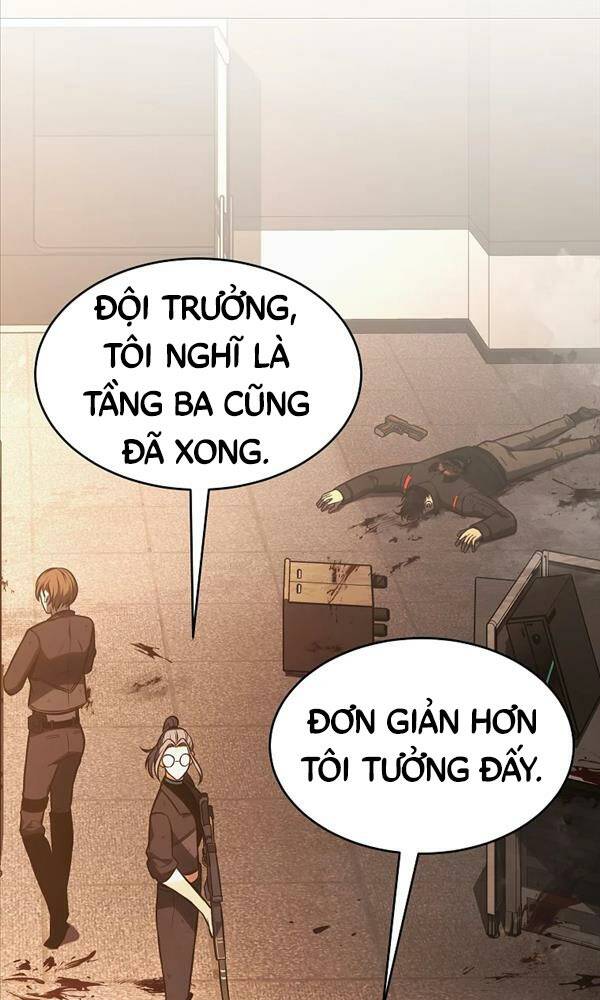 ĐỘI TRƯỞNG,
TÔI NGHĨ LÀ
TẦNG BA CŨNG
ĐÃ XONG.
ĐƠN GIẢN HƠN
TÔI TƯỞNG ĐẤY.